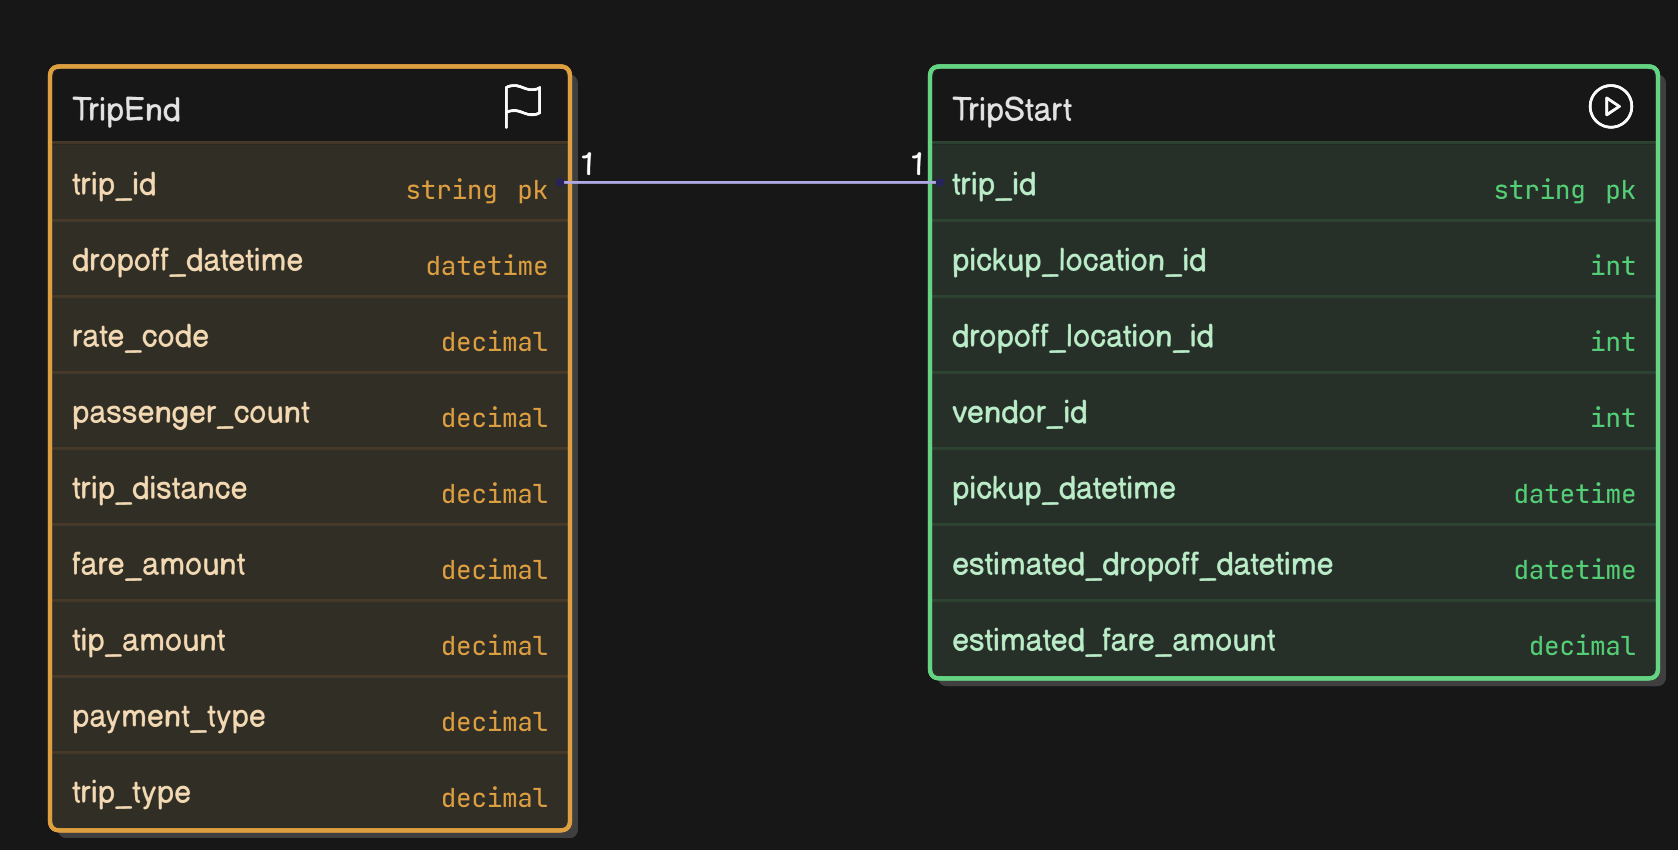 TripEnd
trip_id string pk
dropoff_datetime datetime
rate_code decimal
passenger_count decimal
trip_distance decimal
fare_amount decimal
tip_amount decimal
payment_type decimal
trip_type decimal
1 1
TripStart
trip_id string pk
pickup_location_id int
dropoff_location_id int
vendor_id int
pickup_datetime datetime
estimated_dropoff_datetime datetime
estimated_fare_amount decimal